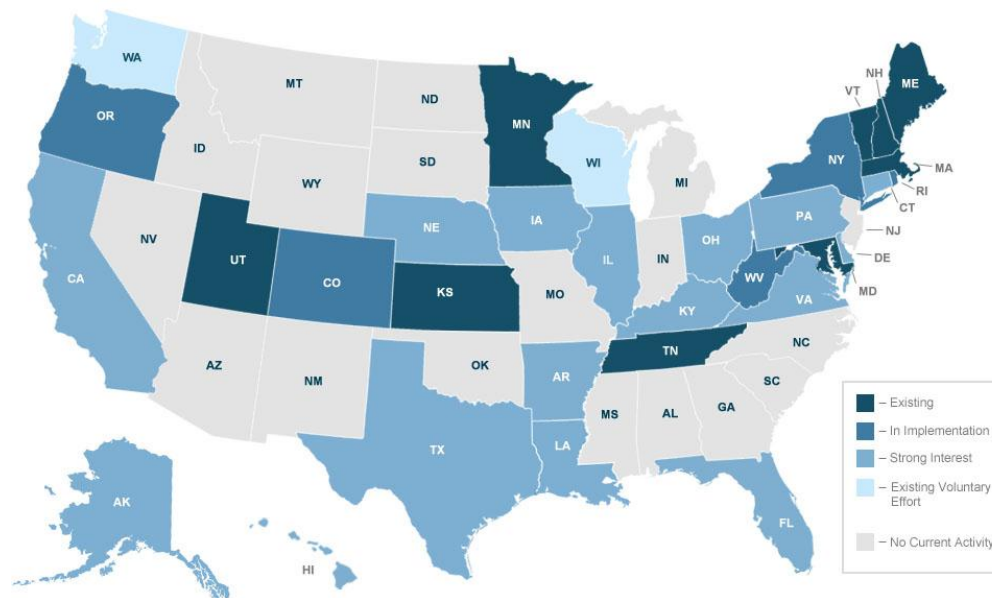 WA
MT
ND
MN
OR
ID
WY
SD
WI
MI
NH
VT
ME
NY
MA
RI
CT
NV
UT
CO
NE
IA
IL
IN
OH
PA
NJ
DE
MD
CA
KS
MO
KY
WV
VA
AZ
NM
OK
AR
TN
NC
SC
TX
LA
MS
AL
GA
FL
AK
HI
– Existing
– In Implementation
– Strong Interest
– Existing Voluntary
Effort
– No Current Activity